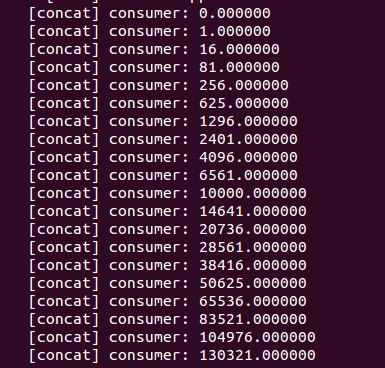 [concat] consumer: 0.000000
[concat] consumer: 1.000000
[concat] consumer: 16.000000
[concat] consumer: 81.000000
[concat] consumer: 256.000000
[concat] consumer: 625.000000
[concat] consumer: 1296.000000
[concat] consumer: 2401.000000
[concat] consumer: 4096.000000
[concat] consumer: 6561.000000
[concat] consumer: 10000.000000
[concat] consumer: 14641.000000
[concat] consumer: 20736.000000
[concat] consumer: 28561.000000
[concat] consumer: 38416.000000
[concat] consumer: 50625.000000
[concat] consumer: 65536.000000
[concat] consumer: 83521.000000
[concat] consumer: 104976.000000
[concat] consumer: 130321.000000